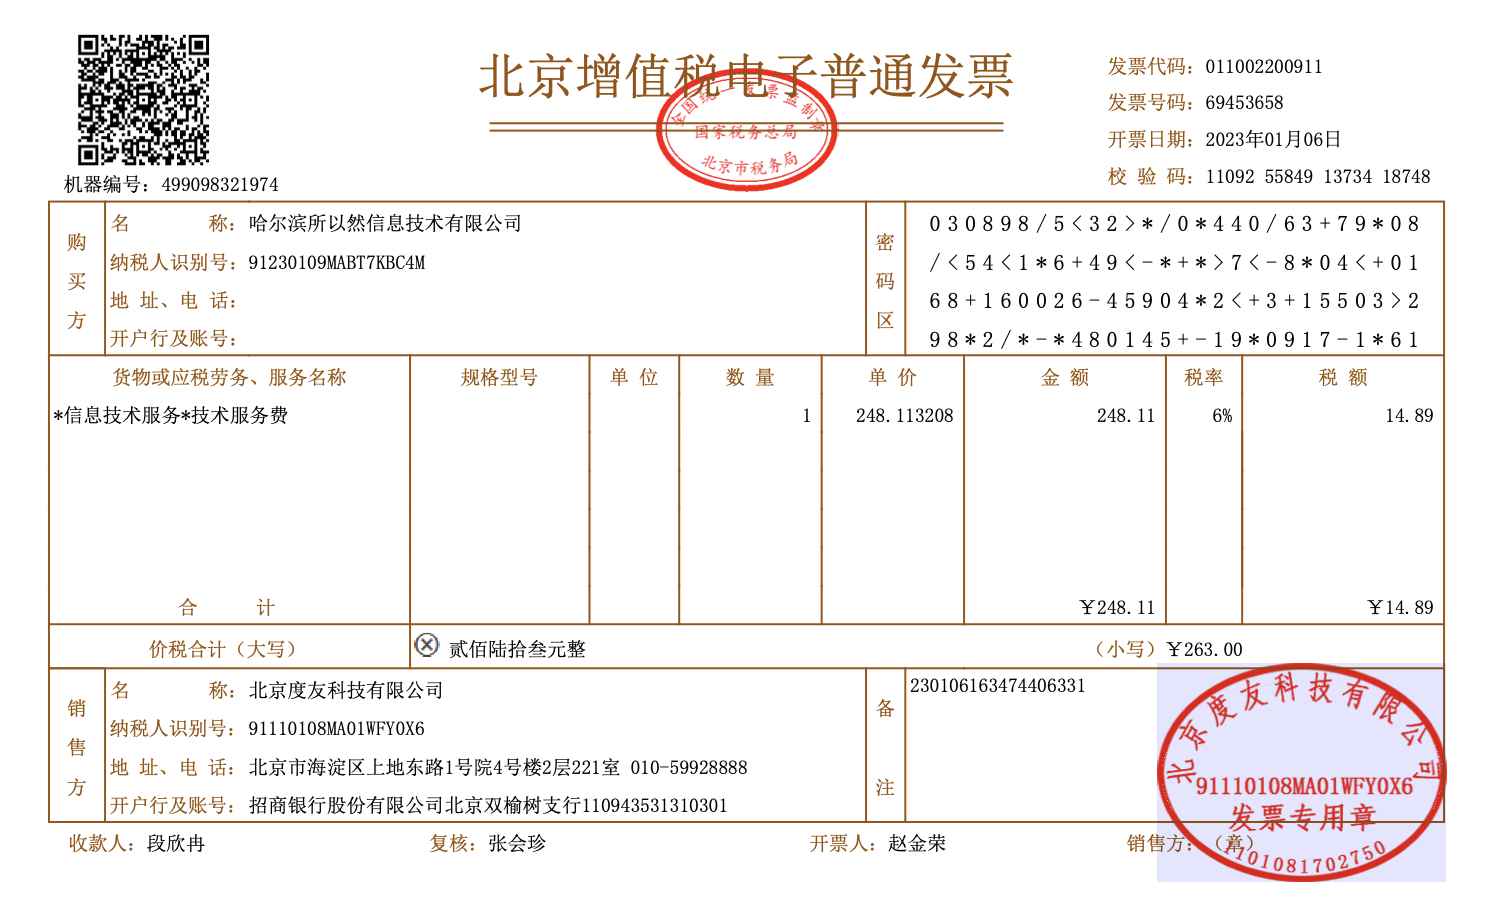 北京增值税电子普通发票
全国统一发票监制章
国家税务总局
北京市税务局
发票代码：011002200911
发票号码：69453658
开票日期：2023年01月06日
校 验 码：11092 55849 13734 18748
机器编号：499098321974
购买方
名 称：哈尔滨所以然信息技术有限公司
纳税人识别号：91230109MABT7KBC4M
地 址、电 话：
开户行及账号：
密码区
030898/5<32>*/0*440/63+79*08
/<54<1*6+49<-*+*>7<-8*04<+01
68+160026-45904*2<+3+15503>2
98*2/*-*480145+-19*0917-1*61
货物或应税劳务、服务名称 规格型号 单 位 数 量 单 价 金 额 税率 税 额
*信息技术服务*技术服务费 1 248.113208 248.11 6% 14.89
合 计 ￥248.11 ￥14.89
价税合计（大写） 贰佰陆拾叁元整 （小写）￥263.00
销售方
名 称：北京度友科技有限公司
纳税人识别号：91110108MA01WFY0X6
地 址、电 话：北京市海淀区上地东路1号院4号楼2层221室 010-59928888
开户行及账号：招商银行股份有限公司北京双榆树支行110943531310301
备注
230106163474406331
北京度友科技有限公司
91110108MA01WFY0X6
发票专用章
1101081702750
收款人：段欣冉 复核：张会珍 开票人：赵金荣 销售方：（章）